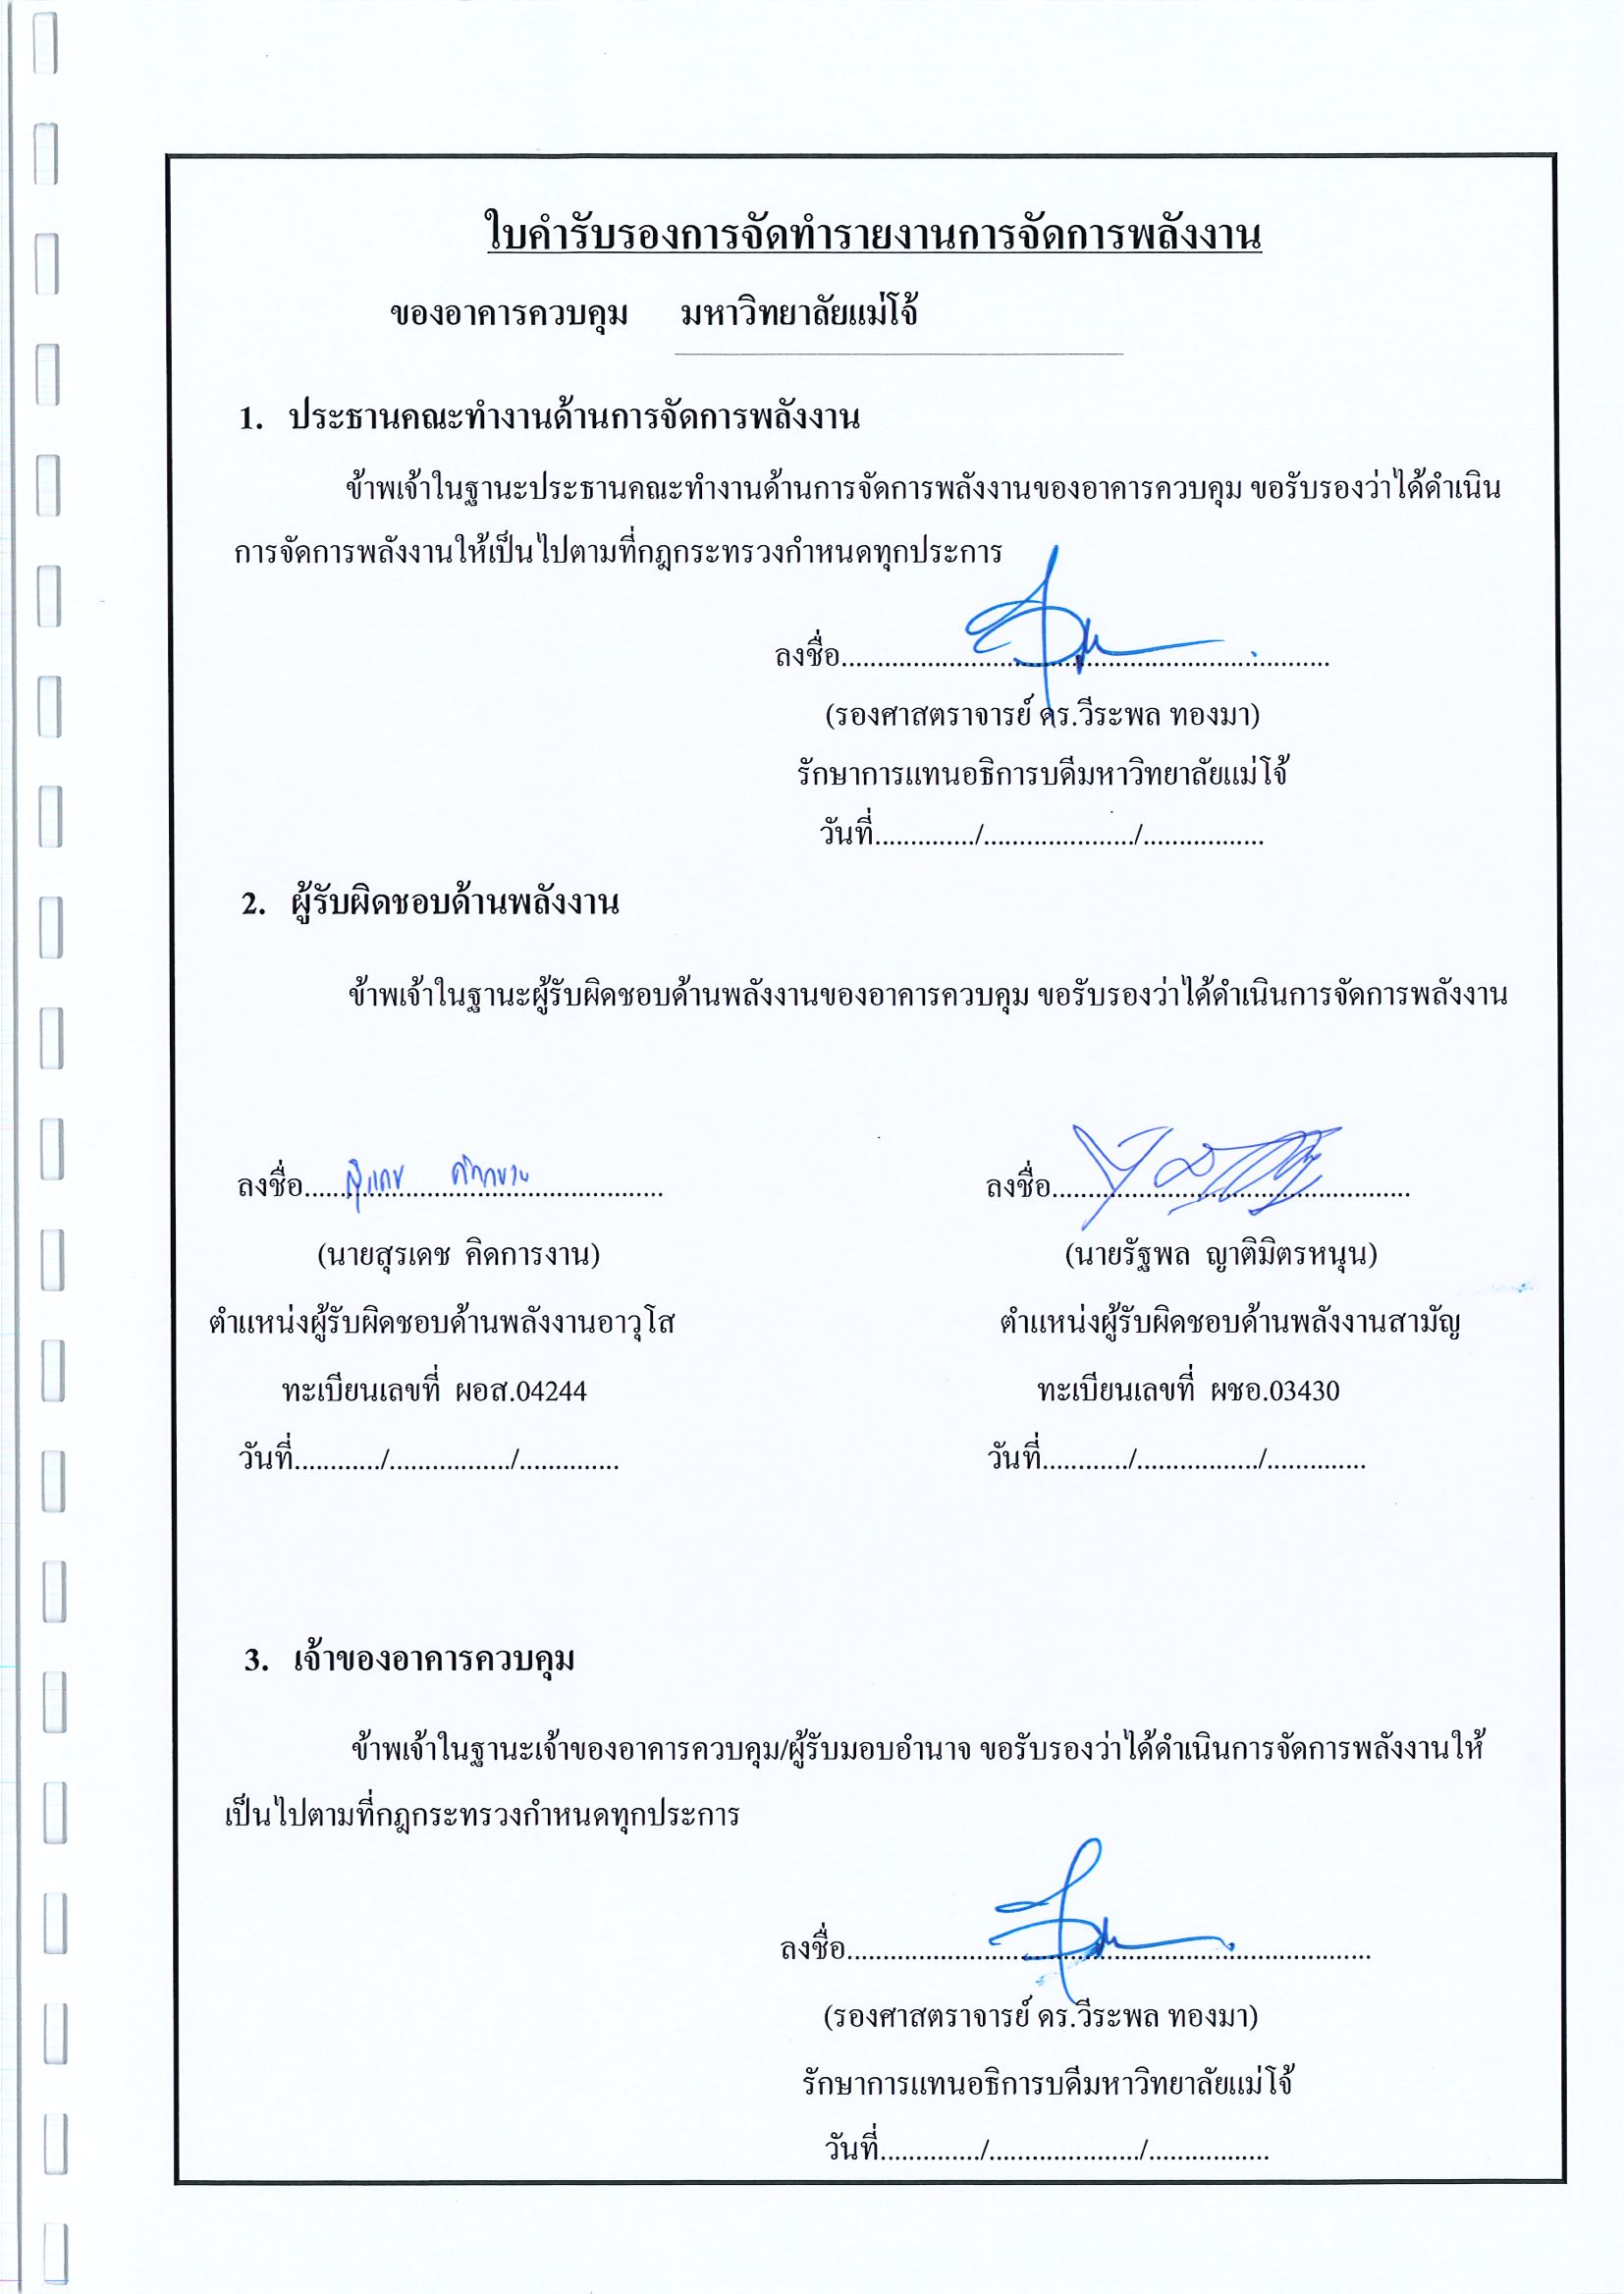 ใบคำรับรองการจัดทำรายงานการจัดการพลังงาน
ของอาคารควบคุม มหาวิทยาลัยแม่โจ้
1. ประธานคณะทำงานด้านการจัดการพลังงาน
ข้าพเจ้าในฐานะประธานคณะทำงานด้านการจัดการพลังงานของอาคารควบคุม ขอรับรองว่าได้ดำเนิน
การจัดการพลังงานให้เป็นไปตามที่กฎกระทรวงกำหนดทุกประการ
ลงชื่อ....................................................................
(รองศาสตราจารย์ ดร.วีระพล ทองมา)
รักษาการแทนอธิการบดีมหาวิทยาลัยแม่โจ้
วันที่............../...................../.................
2. ผู้รับผิดชอบด้านพลังงาน
ข้าพเจ้าในฐานะผู้รับผิดชอบด้านพลังงานของอาคารควบคุม ขอรับรองว่าได้ดำเนินการจัดการพลังงาน
ลงชื่อ.................................................. ลงชื่อ..................................................
(นายสุรเดช คิดการงาน) (นายรัฐพล ญาติมิตรหนุน)
ตำแหน่งผู้รับผิดชอบด้านพลังงานอาวุโส ตำแหน่งผู้รับผิดชอบด้านพลังงานสามัญ
ทะเบียนเลขที่ ผอส.04244 ทะเบียนเลขที่ ผชอ.03430
วันที่............/................./.............. วันที่............/................./..............
3. เจ้าของอาคารควบคุม
ข้าพเจ้าในฐานะเจ้าของอาคารควบคุม/ผู้รับมอบอำนาจ ขอรับรองว่าได้ดำเนินการจัดการพลังงานให้
เป็นไปตามที่กฎกระทรวงกำหนดทุกประการ
ลงชื่อ.........................................................................
(รองศาสตราจารย์ ดร.วีระพล ทองมา)
รักษาการแทนอธิการบดีมหาวิทยาลัยแม่โจ้
วันที่............../...................../.................